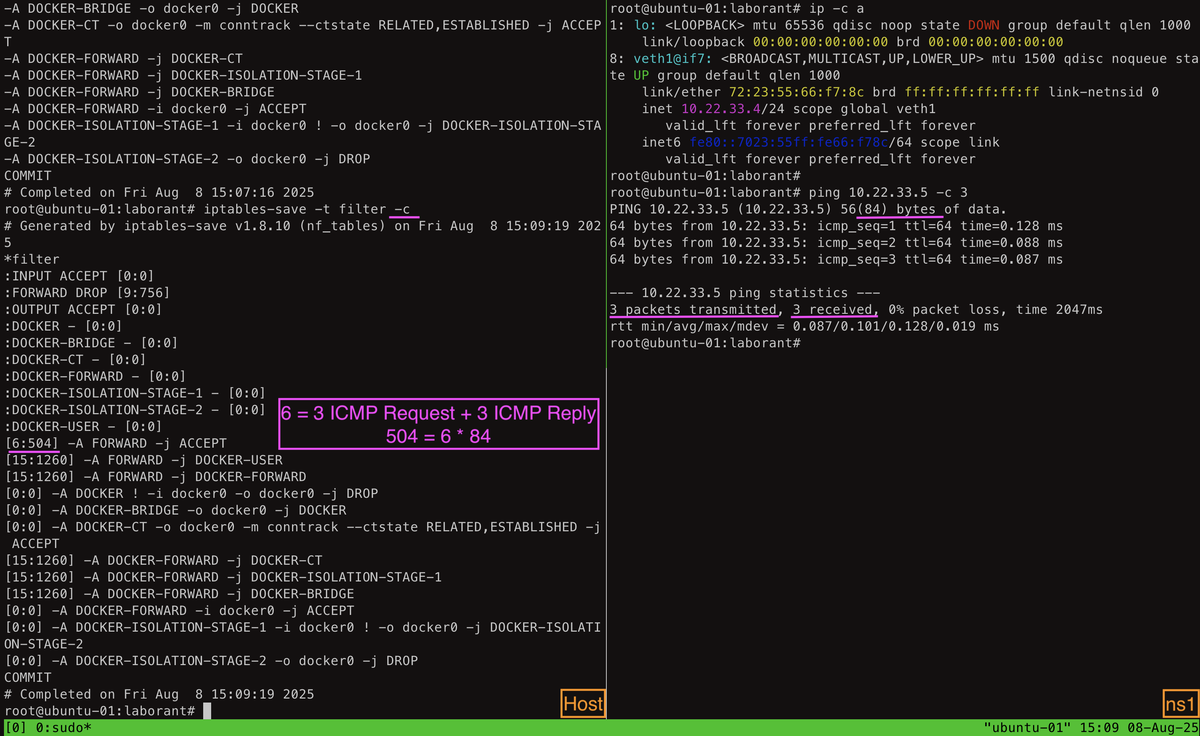 -A DOCKER-BRIDGE -o docker0 -j DOCKER
-A DOCKER-CT -o docker0 -m conntrack --ctstate RELATED,ESTABLISHED -j ACCEP
T
-A DOCKER-FORWARD -j DOCKER-CT
-A DOCKER-FORWARD -j DOCKER-ISOLATION-STAGE-1
-A DOCKER-FORWARD -j DOCKER-BRIDGE
-A DOCKER-FORWARD -i docker0 -j ACCEPT
-A DOCKER-ISOLATION-STAGE-1 -i docker0 ! -o docker0 -j DOCKER-ISOLATION-STA
GE-2
-A DOCKER-ISOLATION-STAGE-2 -o docker0 -j DROP
COMMIT
# Completed on Fri Aug  8 15:07:16 2025
root@ubuntu-01:laborant# iptables-save -t filter -c
# Generated by iptables-save v1.8.10 (nf_tables) on Fri Aug  8 15:09:19 202
5
*filter
:INPUT ACCEPT [0:0]
:FORWARD DROP [9:756]
:OUTPUT ACCEPT [0:0]
:DOCKER - [0:0]
:DOCKER-BRIDGE - [0:0]
:DOCKER-CT - [0:0]
:DOCKER-FORWARD - [0:0]
:DOCKER-ISOLATION-STAGE-1 - [0:0]
:DOCKER-ISOLATION-STAGE-2 - [0:0]
:DOCKER-USER - [0:0]
[6:504] -A FORWARD -j ACCEPT
[15:1260] -A FORWARD -j DOCKER-USER
[15:1260] -A FORWARD -j DOCKER-FORWARD
[0:0] -A DOCKER ! -i docker0 -o docker0 -j DROP
[0:0] -A DOCKER-BRIDGE -o docker0 -j DOCKER
[0:0] -A DOCKER-CT -o docker0 -m conntrack --ctstate RELATED,ESTABLISHED -j
 ACCEPT
[15:1260] -A DOCKER-FORWARD -j DOCKER-CT
[15:1260] -A DOCKER-FORWARD -j DOCKER-ISOLATION-STAGE-1
[15:1260] -A DOCKER-FORWARD -j DOCKER-BRIDGE
[0:0] -A DOCKER-FORWARD -i docker0 -j ACCEPT
[0:0] -A DOCKER-ISOLATION-STAGE-1 -i docker0 ! -o docker0 -j DOCKER-ISOLATI
ON-STAGE-2
[0:0] -A DOCKER-ISOLATION-STAGE-2 -o docker0 -j DROP
COMMIT
# Completed on Fri Aug  8 15:09:19 2025
root@ubuntu-01:laborant#
6 = 3 ICMP Request + 3 ICMP Reply
504 = 6 * 84
Host
root@ubuntu-01:laborant# ip -c a
1: lo: <LOOPBACK> mtu 65536 qdisc noop state DOWN group default qlen 1000
    link/loopback 00:00:00:00:00:00 brd 00:00:00:00:00:00
8: veth1@if7: <BROADCAST,MULTICAST,UP,LOWER_UP> mtu 1500 qdisc noqueue sta
te UP group default qlen 1000
    link/ether 72:23:55:66:f7:8c brd ff:ff:ff:ff:ff:ff link-netnsid 0
    inet 10.22.33.4/24 scope global veth1
       valid_lft forever preferred_lft forever
    inet6 fe80::7023:55ff:fe66:f78c/64 scope link
       valid_lft forever preferred_lft forever
root@ubuntu-01:laborant#
root@ubuntu-01:laborant# ping 10.22.33.5 -c 3
PING 10.22.33.5 (10.22.33.5) 56(84) bytes of data.
64 bytes from 10.22.33.5: icmp_seq=1 ttl=64 time=0.128 ms
64 bytes from 10.22.33.5: icmp_seq=2 ttl=64 time=0.088 ms
64 bytes from 10.22.33.5: icmp_seq=3 ttl=64 time=0.087 ms
--- 10.22.33.5 ping statistics ---
3 packets transmitted, 3 received, 0% packet loss, time 2047ms
rtt min/avg/max/mdev = 0.087/0.101/0.128/0.019 ms
root@ubuntu-01:laborant#
ns1
[0] 0:sudo* "ubuntu-01" 15:09 08-Aug-25